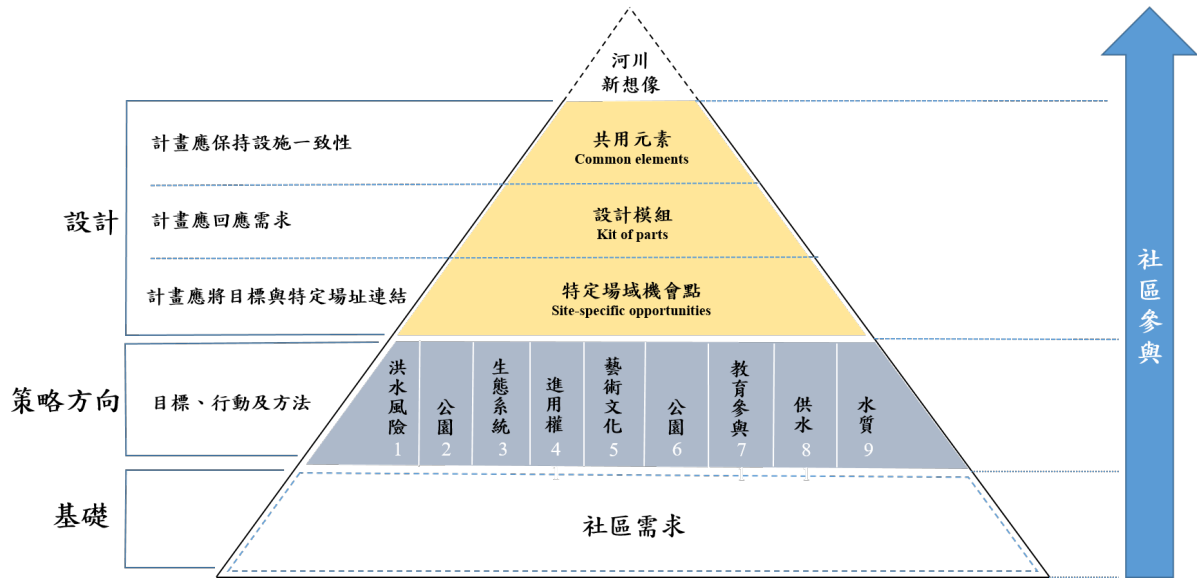 河川
新想像
計畫應保持設施一致性
共用元素
Common elements
設計
計畫應回應需求
設計模組
Kit of parts
計畫應將目標與特定場址連結
特定場域機會點
Site-specific opportunities
策略方向
目標、行動及方法
洪水風險
1
公園
2
生態系統
3
進用權
4
藝術文化
5
公園
6
教育參與
7
供水
8
水質
9
基礎
社區需求
社區參與